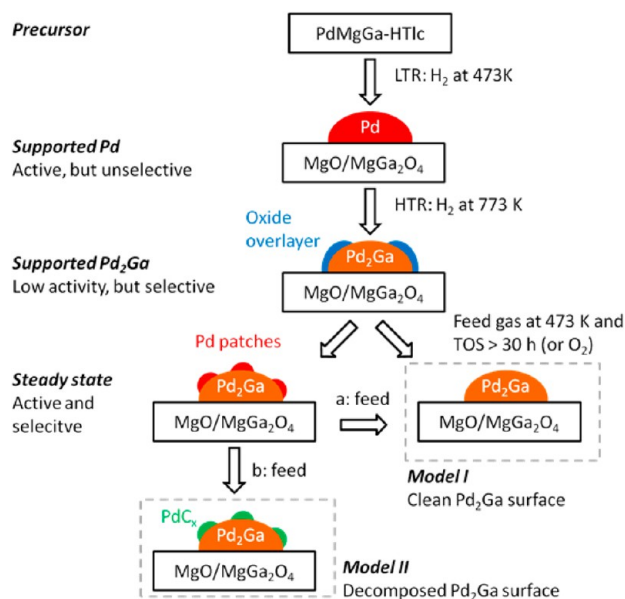 Precursor
PdMgGa-HTlc
LTR: H₂ at 473K
Pd
Supported Pd
Active, but unselective
MgO/MgGa₂O₄
HTR: H₂ at 773 K
Oxide
overlayer
Pd₂Ga
Supported Pd₂Ga
Low activity, but selective
MgO/MgGa₂O₄
Feed gas at 473 K and
TOS > 30 h (or O₂)
Pd patches
Steady state
Active and
selecitve
Pd₂Ga
MgO/MgGa₂O₄
a: feed
Pd₂Ga
MgO/MgGa₂O₄
b: feed
Model I
Clean Pd₂Ga surface
PdCₓ
Pd₂Ga
MgO/MgGa₂O₄
Model II
Decomposed Pd₂Ga surface